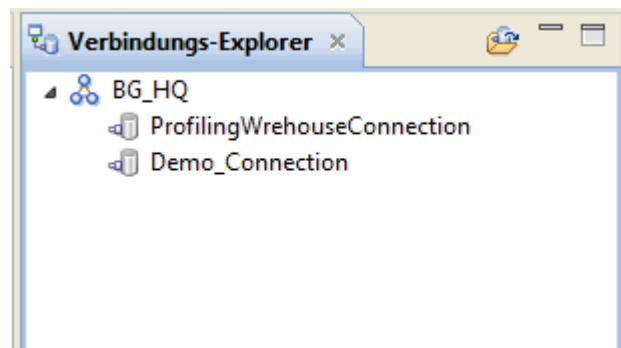 Verbindungs-Explorer
BG_HQ
ProfilingWrehouseConnection
Demo_Connection